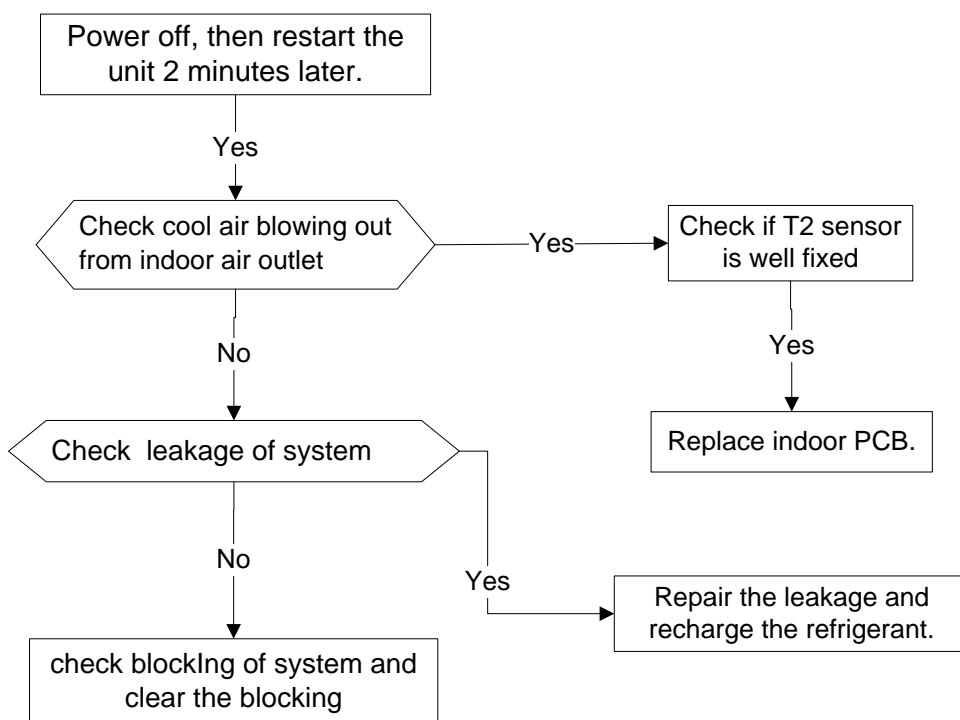 Power off, then restart the
unit 2 minutes later.
Yes
Check cool air blowing out
from indoor air outlet
Yes
Check if T2 sensor
is well fixed
No
Yes
Check leakage of system
Replace indoor PCB.
No
Yes
Repair the leakage and
recharge the refrigerant.
check blockIng of system and
clear the blocking